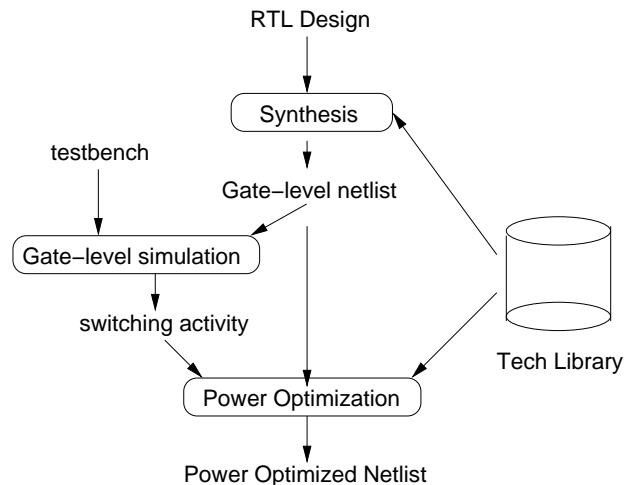 RTL Design
Synthesis
testbench
Gate−level netlist
Gate−level simulation
switching activity
Tech Library
Power Optimization
Power Optimized Netlist